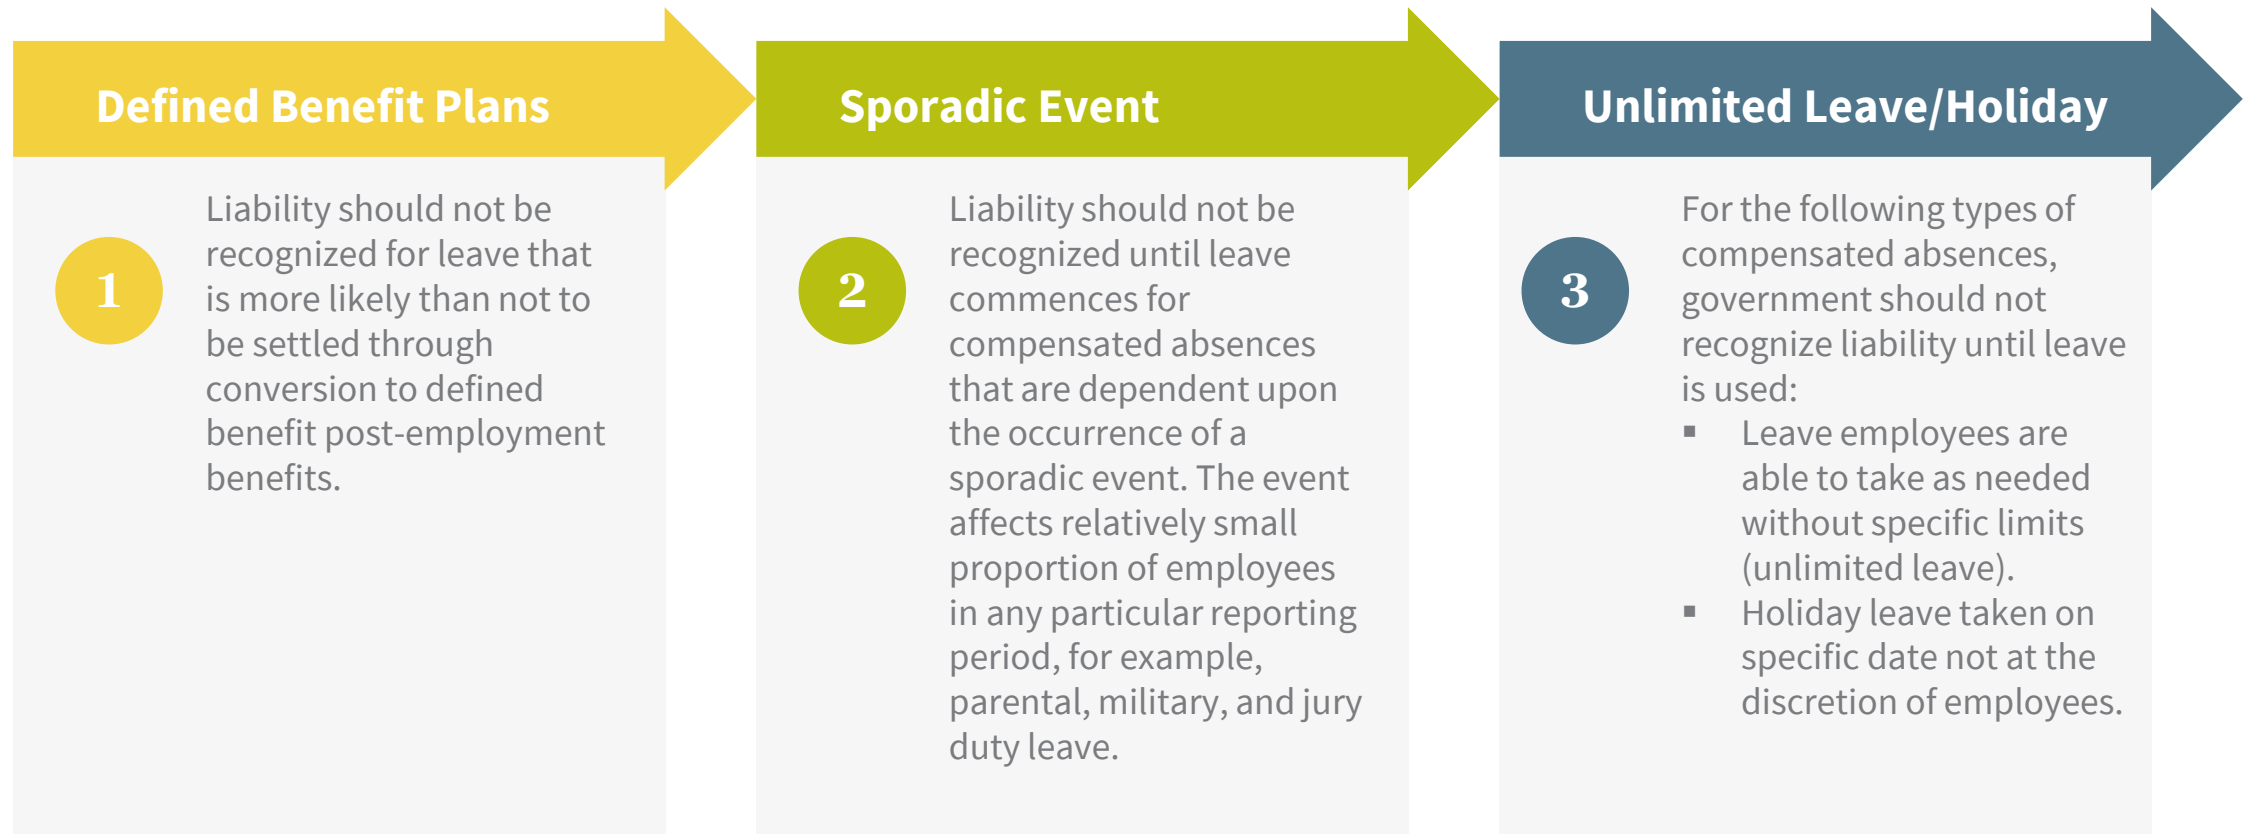 Defined Benefit Plans
1
Liability should not be
recognized for leave that
is more likely than not to
be settled through
conversion to defined
benefit post-employment
benefits.
Sporadic Event
2
Liability should not be
recognized until leave
commences for
compensated absences
that are dependent upon
the occurrence of a
sporadic event. The event
affects relatively small
proportion of employees
in any particular reporting
period, for example,
parental, military, and jury
duty leave.
Unlimited Leave/Holiday
3
For the following types of
compensated absences,
government should not
recognize liability until leave
is used:
▪ Leave employees are
able to take as needed
without specific limits
(unlimited leave).
▪ Holiday leave taken on
specific date not at the
discretion of employees.